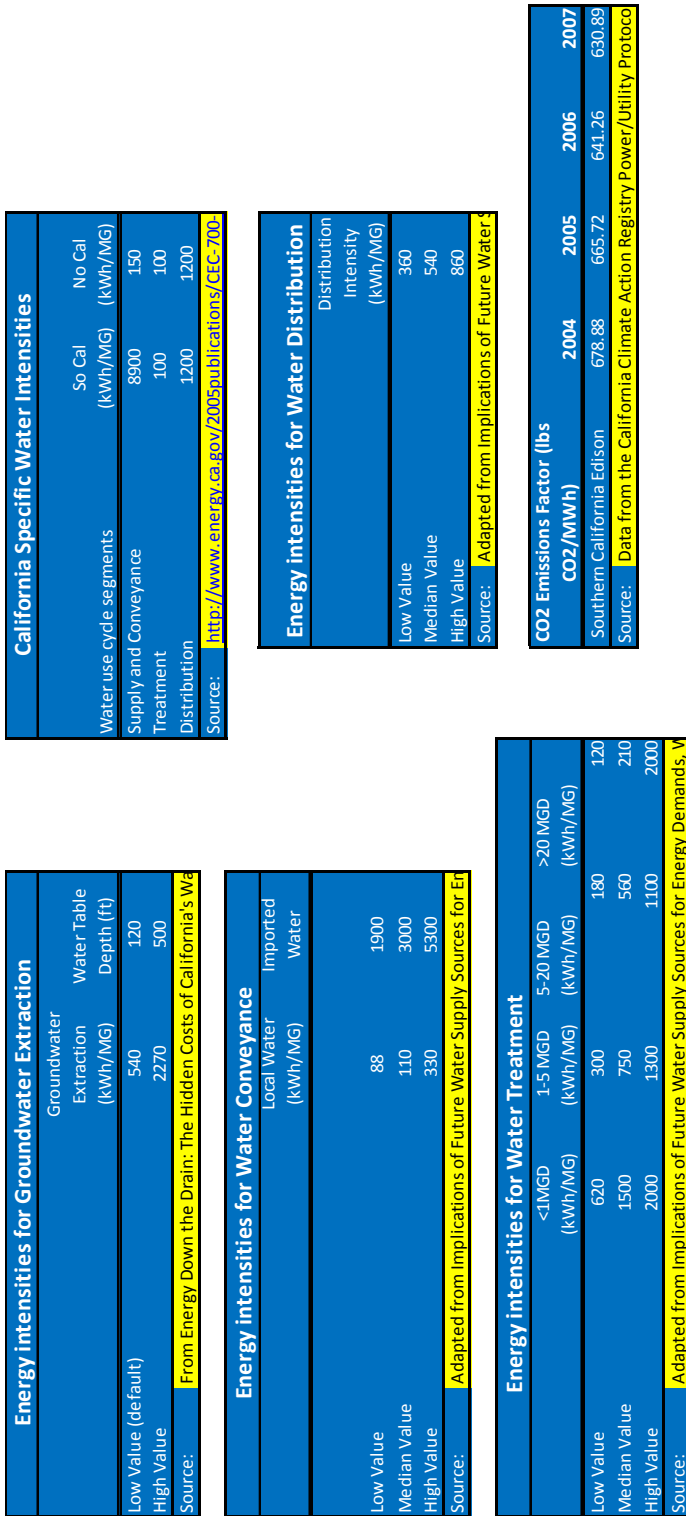 Energy intensities for Groundwater Extraction
Groundwater Extraction (kWh/MG) Water Table Depth (ft)
Low Value (default) 540 120
High Value 2270 500
Source: From Energy Down the Drain: The Hidden Costs of California's Wa
Energy intensities for Water Conveyance
Local Water (kWh/MG) Imported Water
Low Value 88 1900
Median Value 110 3000
High Value 330 5300
Source: Adapted from Implications of Future Water Supply Sources for En
Energy intensities for Water Treatment
<1MGD (kWh/MG) 1-5 MGD (kWh/MG) 5-20 MGD (kWh/MG) >20 MGD (kWh/MG)
Low Value 620 300 180 120
Median Value 1500 750 560 210
High Value 2000 1300 1100 2000
Source: Adapted from Implications of Future Water Supply Sources for Energy Demands, W
California Specific Water Intensities
Water use cycle segments So Cal (kWh/MG) No Cal (kWh/MG)
Supply and Conveyance 8900 150
Treatment 100 100
Distribution 1200 1200
Source: http://www.energy.ca.gov/2005publications/CEC-700-
Energy intensities for Water Distribution
Distribution Intensity (kWh/MG)
Low Value 360
Median Value 540
High Value 860
Source: Adapted from Implications of Future Water S
CO2 Emissions Factor (lbs CO2/MWh) 2004 2005 2006 2007
Southern California Edison 678.88 665.72 641.26 630.89
Source: Data from the California Climate Action Registry Power/Utility Protoco